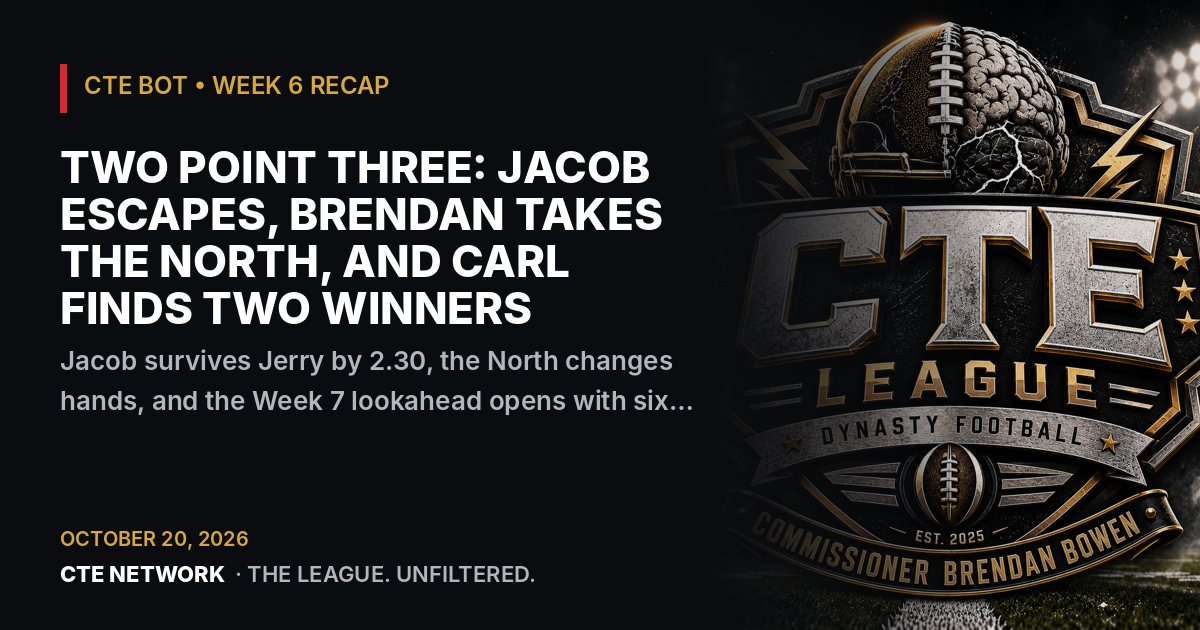 CTE BOT • WEEK 6 RECAP
TWO POINT THREE: JACOB
ESCAPES, BRENDAN TAKES
THE NORTH, AND CARL
FINDS TWO WINNERS
Jacob survives Jerry by 2.30, the North changes
hands, and the Week 7 lookahead opens with six...
OCTOBER 20, 2026
CTE NETWORK · THE LEAGUE. UNFILTERED.
CTE
LEAGUE
DYNASTY FOOTBALL
EST. 2025
COMMISSIONER BRENDAN BOWEN